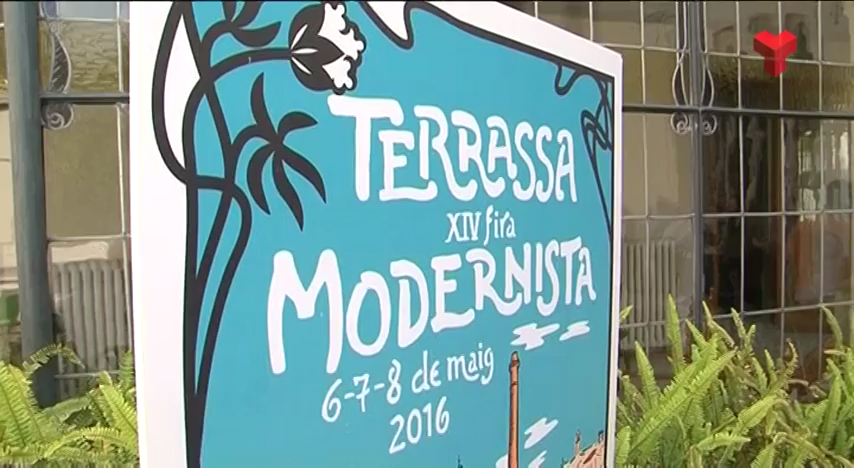 TERRASSA
XIV fira
MODERNISTA
6-7-8 de maig
2016